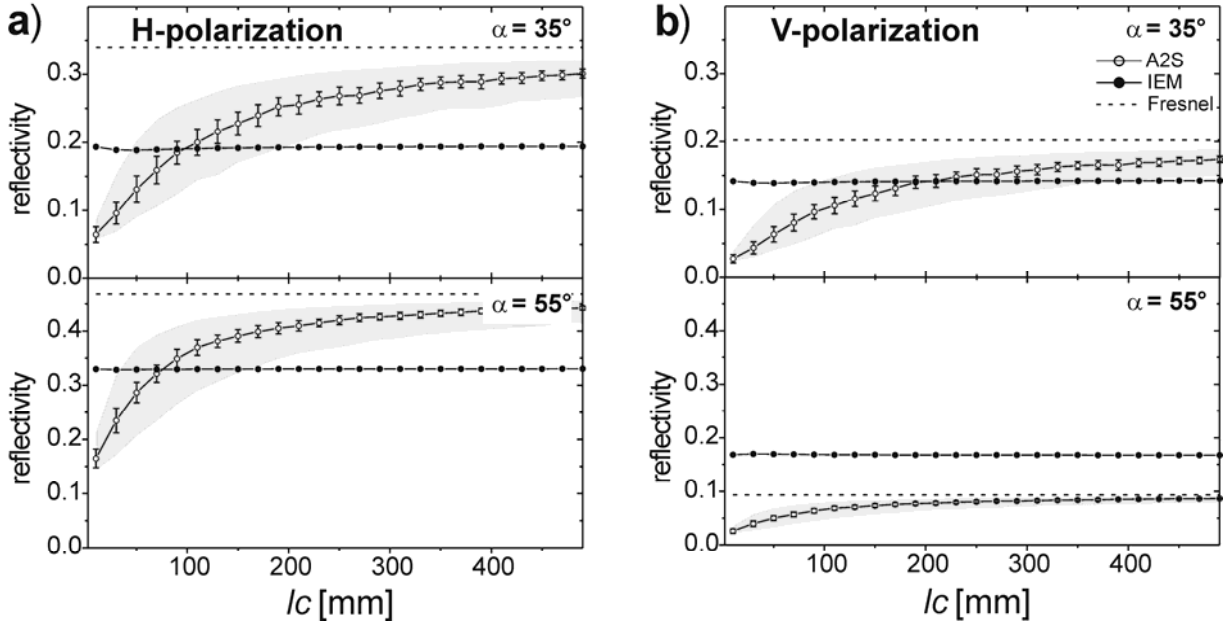 a)
H-polarization
α = 35°
0.3
0.2
0.1
0.0
reflectivity
α = 55°
0.4
0.3
0.2
0.1
0.0
reflectivity
100 200 300 400
lc [mm]
b)
V-polarization
α = 35°
A2S
IEM
Fresnel
0.3
0.2
0.1
0.0
reflectivity
α = 55°
0.4
0.3
0.2
0.1
0.0
reflectivity
100 200 300 400
lc [mm]